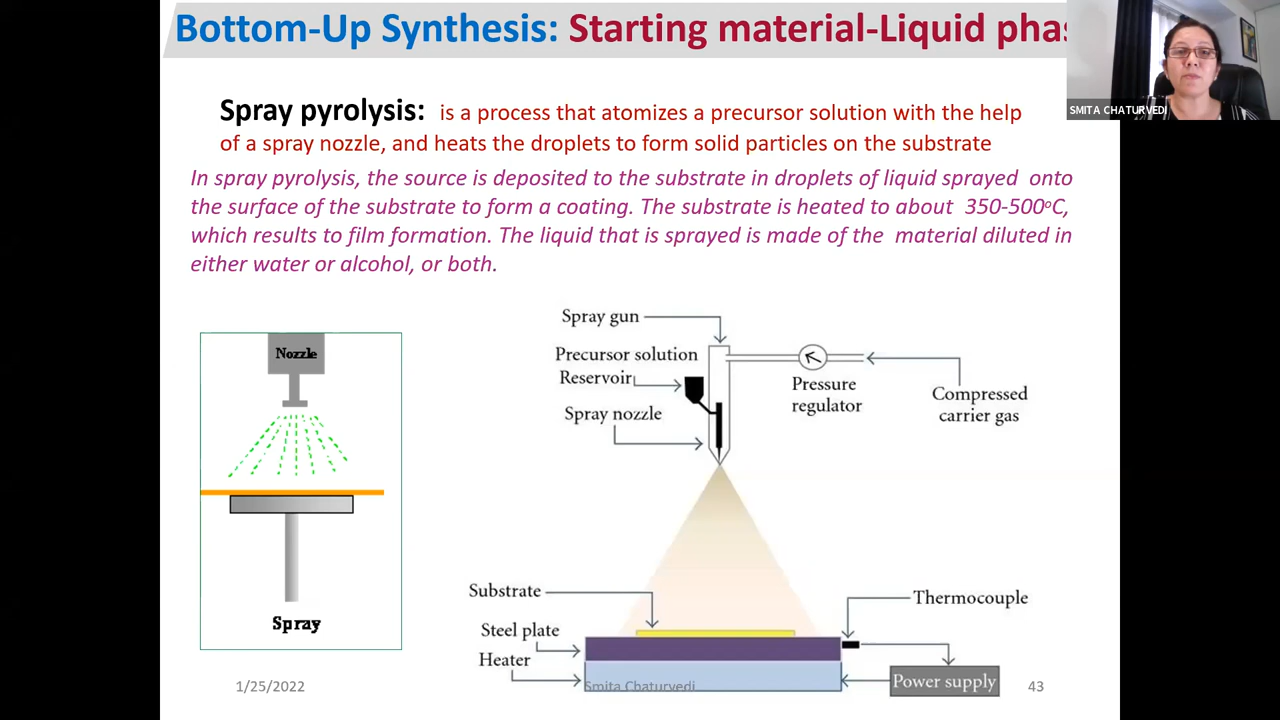 Bottom-Up Synthesis: Starting material-Liquid phas
SMITA CHATURVEDI
Spray pyrolysis: is a process that atomizes a precursor solution with the help
of a spray nozzle, and heats the droplets to form solid particles on the substrate
In spray pyrolysis, the source is deposited to the substrate in droplets of liquid sprayed onto
the surface of the substrate to form a coating. The substrate is heated to about 350-500ºC,
which results to film formation. The liquid that is sprayed is made of the material diluted in
either water or alcohol, or both.
Nozzle
Spray
Spray gun
Precursor solution
Reservoir
Spray nozzle
Pressure
regulator
Compressed
carrier gas
Substrate
Steel plate
Heater
Thermocouple
Power supply
1/25/2022
Smita Chaturvedi
43